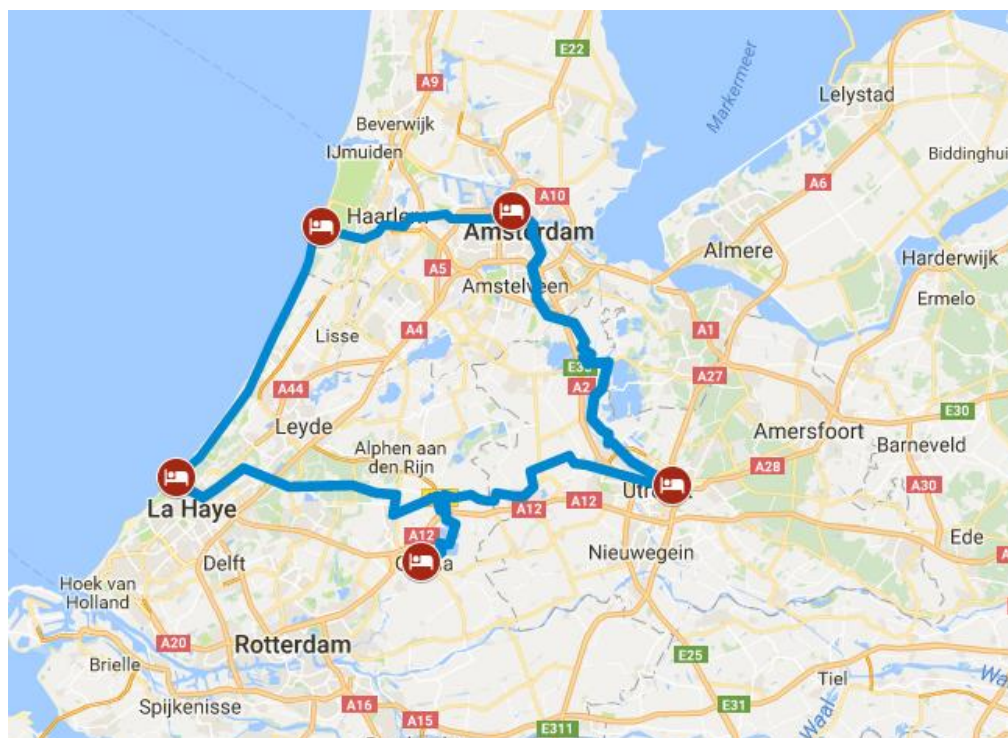 E22
Markermeer
A9
Lelystad
Beverwijk
IJmuiden
Biddinghui
A6
A10
Haarlem
Amsterdam
Almere
Harderwijk
A5
Amstelveen
Ermelo
Lisse
A4
A1
E35
A2
A27
A44
E30
Leyde
Amersfoort
Barneveld
Alphen aan
den Rijn
A28
A30
La Haye
A12
A12
A12
Nieuwegein
Ede
Delft
Hoek van
Holland
A20
Rotterdam
E25
Brielle
Tiel
Spijkenisse
A16
A15
E311
E31
Waal